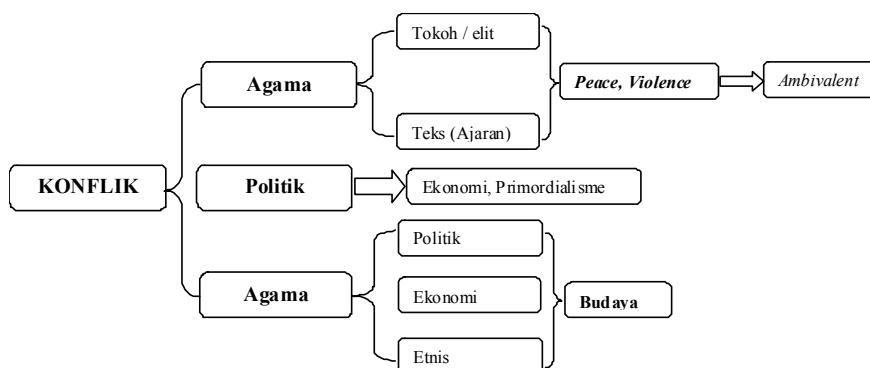 Tokoh / elit
Agama
Peace, Violence
Ambivalent
Teks (Ajaran)
KONFLIK
Politik
Ekonomi, Primordialisme
Politik
Agama
Ekonomi
Budaya
Etnis